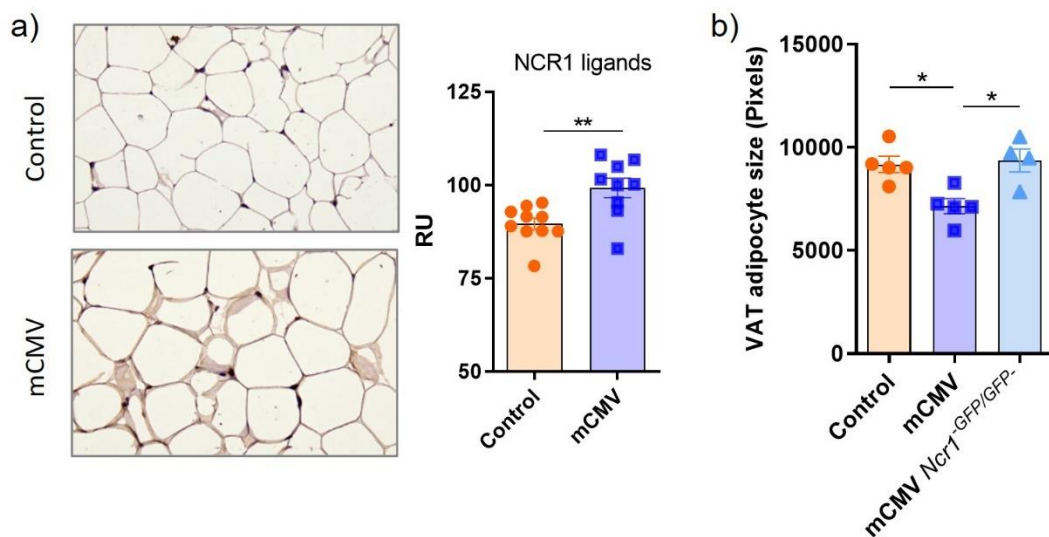 a)
Control
mCMV
NCR1 ligands
**
125
100
75
50
RU
Control
mCMV
b)
VAT adipocyte size (Pixels)
15000
10000
5000
0
*
*
Control
mCMV
mCMV Ncr1-GFP/GFP-